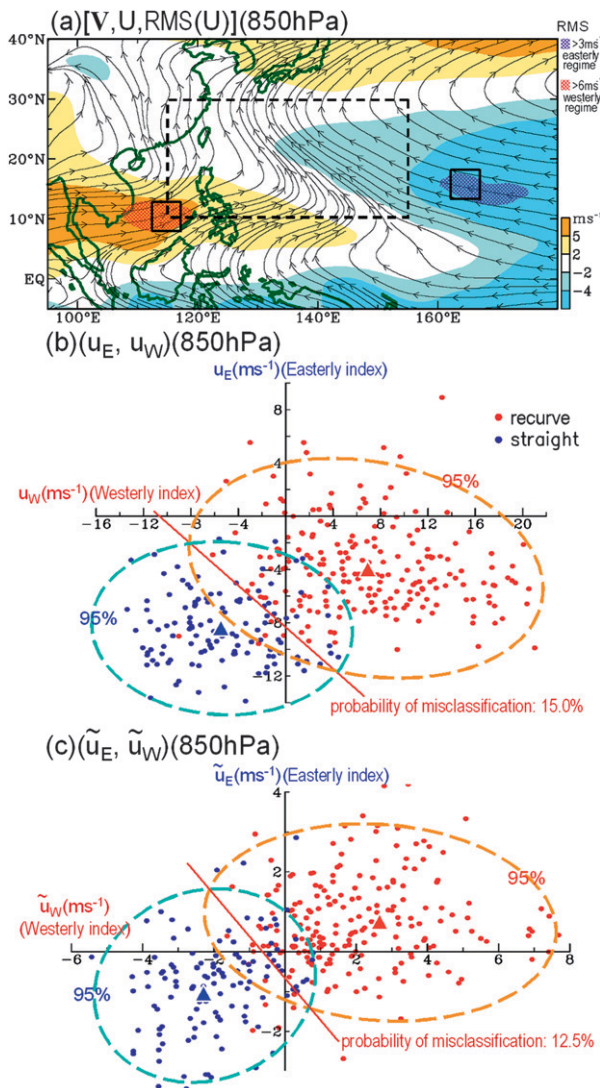 (a)[V,U,RMS(U)](850hPa)
RMS
>3ms⁻¹
easterly
regime
>6ms⁻¹
westerly
regime
40°N
30°N
20°N
10°N
EQ
100°E 120°E 140°E 160°E
ms⁻¹
5
2
-2
-4
(b)(u_E, u_W)(850hPa)
u_E(ms⁻¹)(Easterly index)
8
4
recurve
straight
95%
u_W(ms⁻¹)(Westerly index)
-16 -12 -8 -4 4 8 12 16 20
-4
95%
-8
-12
probability of misclassification: 15.0%
(c)(ũ_E, ũ_W)(850hPa)
ũ_E(ms⁻¹)(Easterly index)
4
2
95%
ũ_W(ms⁻¹)
(Westerly index)
-6 -4 -2 2 4 6 8
95%
-2
probability of misclassification: 12.5%